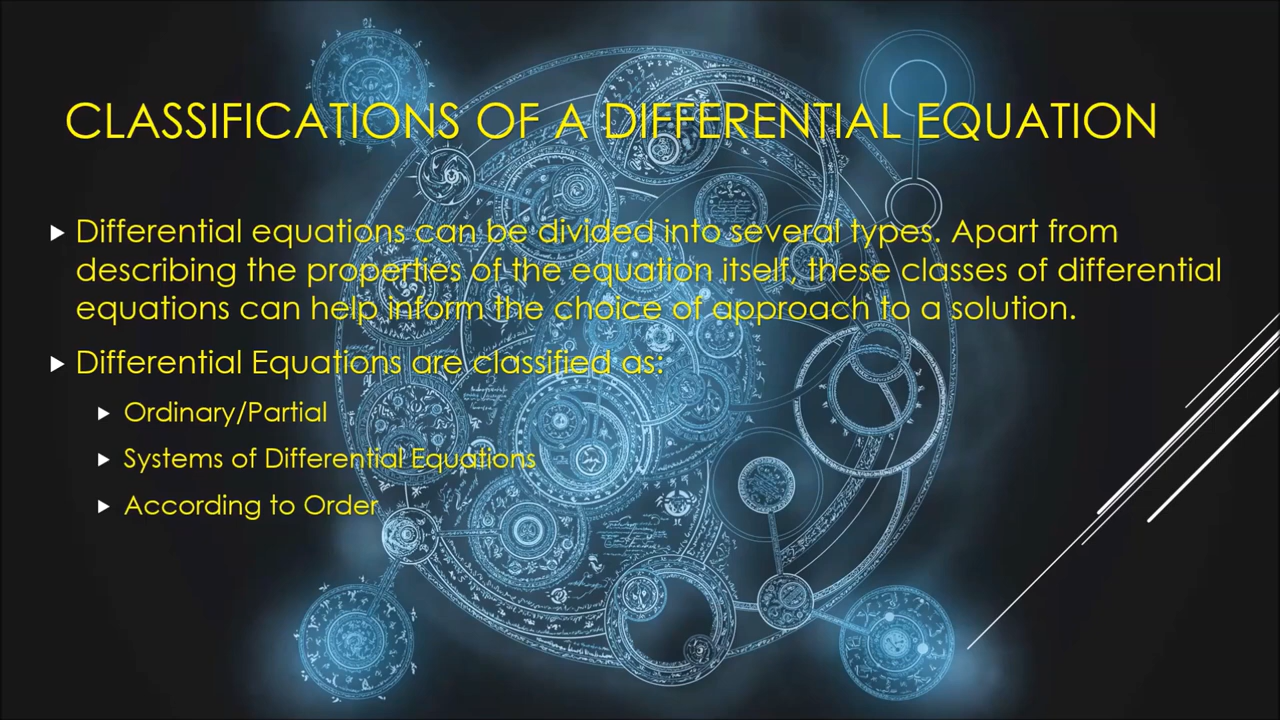 CLASSIFICATIONS OF A DIFFERENTIAL EQUATION
Differential equations can be divided into several types. Apart from
describing the properties of the equation itself, these classes of differential
equations can help inform the choice of approach to a solution.
Differential Equations are classified as:
Ordinary/Partial
Systems of Differential Equations
According to Order